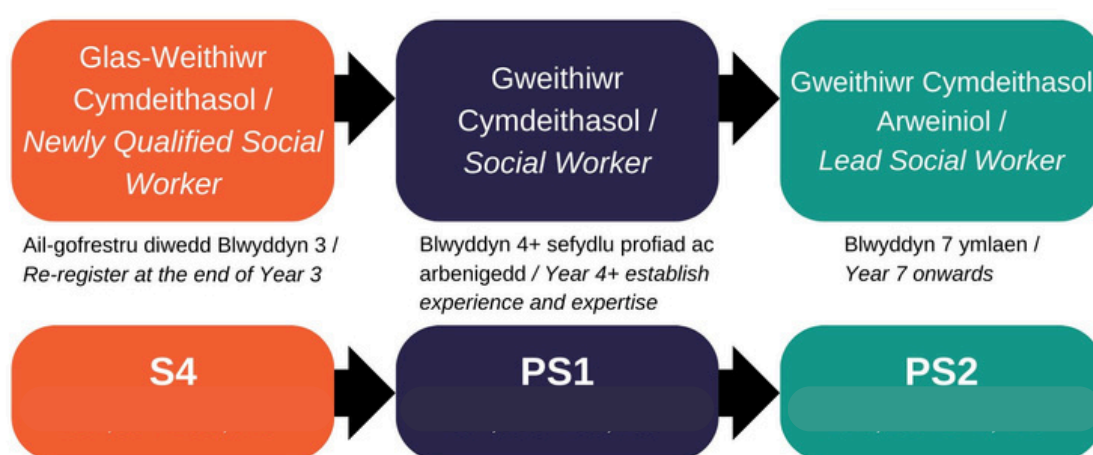 Glas-Weithiwr
Cymdeithasol /
Newly Qualified Social
Worker
Gweithiwr
Cymdeithasol /
Social Worker
Gweithiwr Cymdeithasol
Arweiniol /
Lead Social Worker
Ail-gofrestru diwedd Blwyddyn 3 /
Re-register at the end of Year 3
Blwyddyn 4+ sefydlu profiad ac
arbenigedd / Year 4+ establish
experience and expertise
Blwyddyn 7 ymlaen /
Year 7 onwards
S4
PS1
PS2